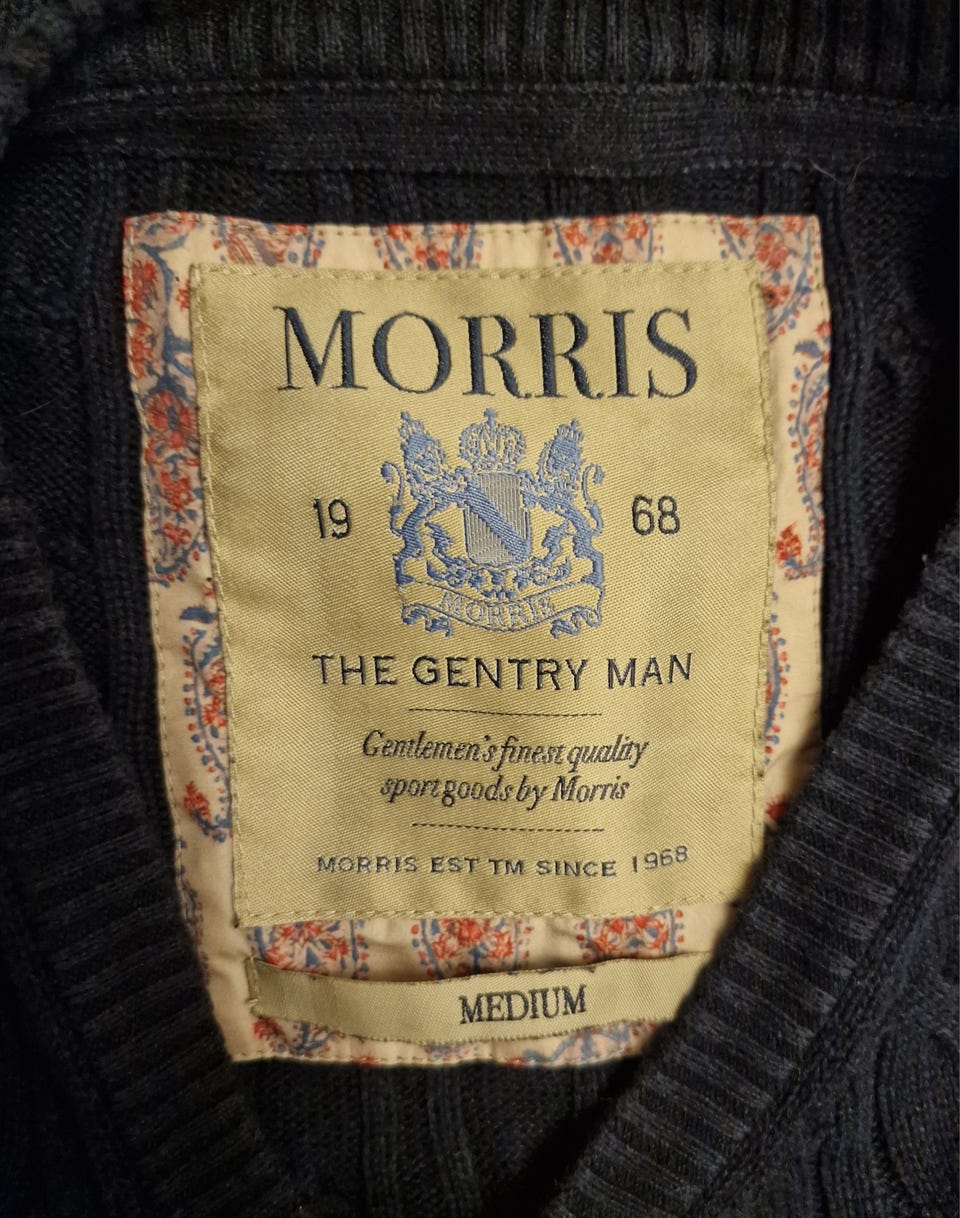 MORRIS
19 68
MORRIS
THE GENTRY MAN
Gentlemen's finest quality
sport goods by Morris
MORRIS EST TM SINCE 1968
MEDIUM